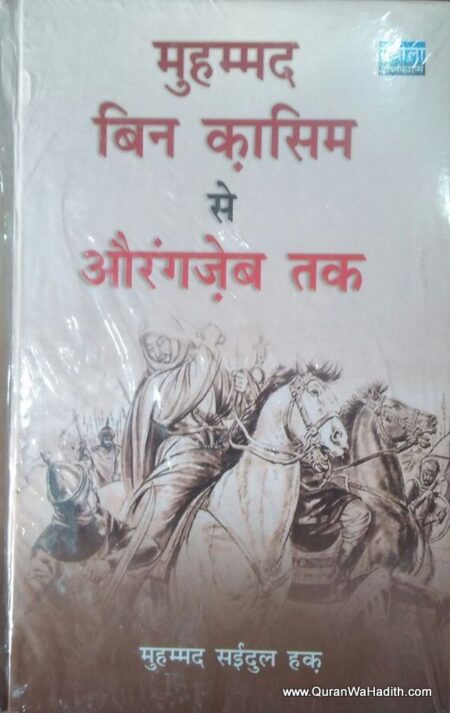 मुहम्मद
बिन क़ासिम
से
औरंगज़ेब तक
मुहम्मद सईदुल हक़
www.QuranWaHadith.com